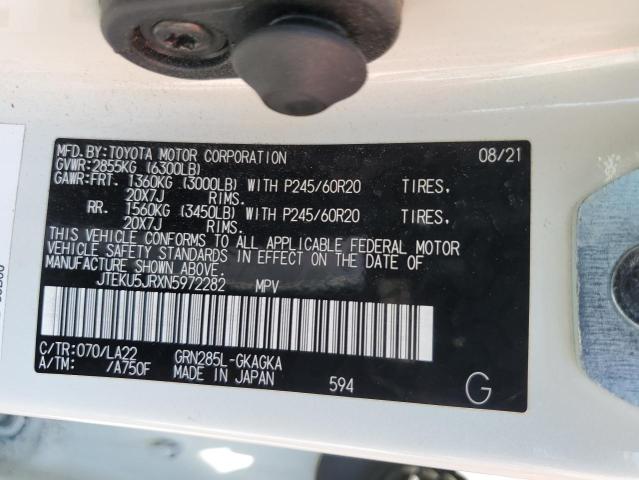 MFD.BY:TOYOTA MOTOR CORPORATION 08/21
GVWR:2855KG (6300LB)
GAWR:FRT. 1360KG (3000LB) WITH P245/60R20 TIRES.
20X7J RIMS.
RR. 1560KG (3450LB) WITH P245/60R20 TIRES.
20X7J RIMS.
THIS VEHICLE CONFORMS TO ALL APPLICABLE FEDERAL MOTOR
VEHICLE SAFETY STANDARDS IN EFFECT ON THE DATE OF
MANUFACTURE SHOWN ABOVE.
JTEKU5JRXN5972282 MPV
C/TR:070/LA22 GRN285L-GKAGKA
A/TM: /A750F MADE IN JAPAN 594 G